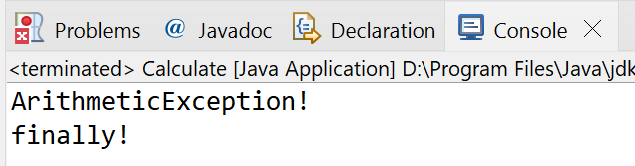 Problems @ Javadoc Declaration Console
<terminated> Calculate [Java Application] D:\Program Files\Java\jdk
ArithmeticException!
finally!